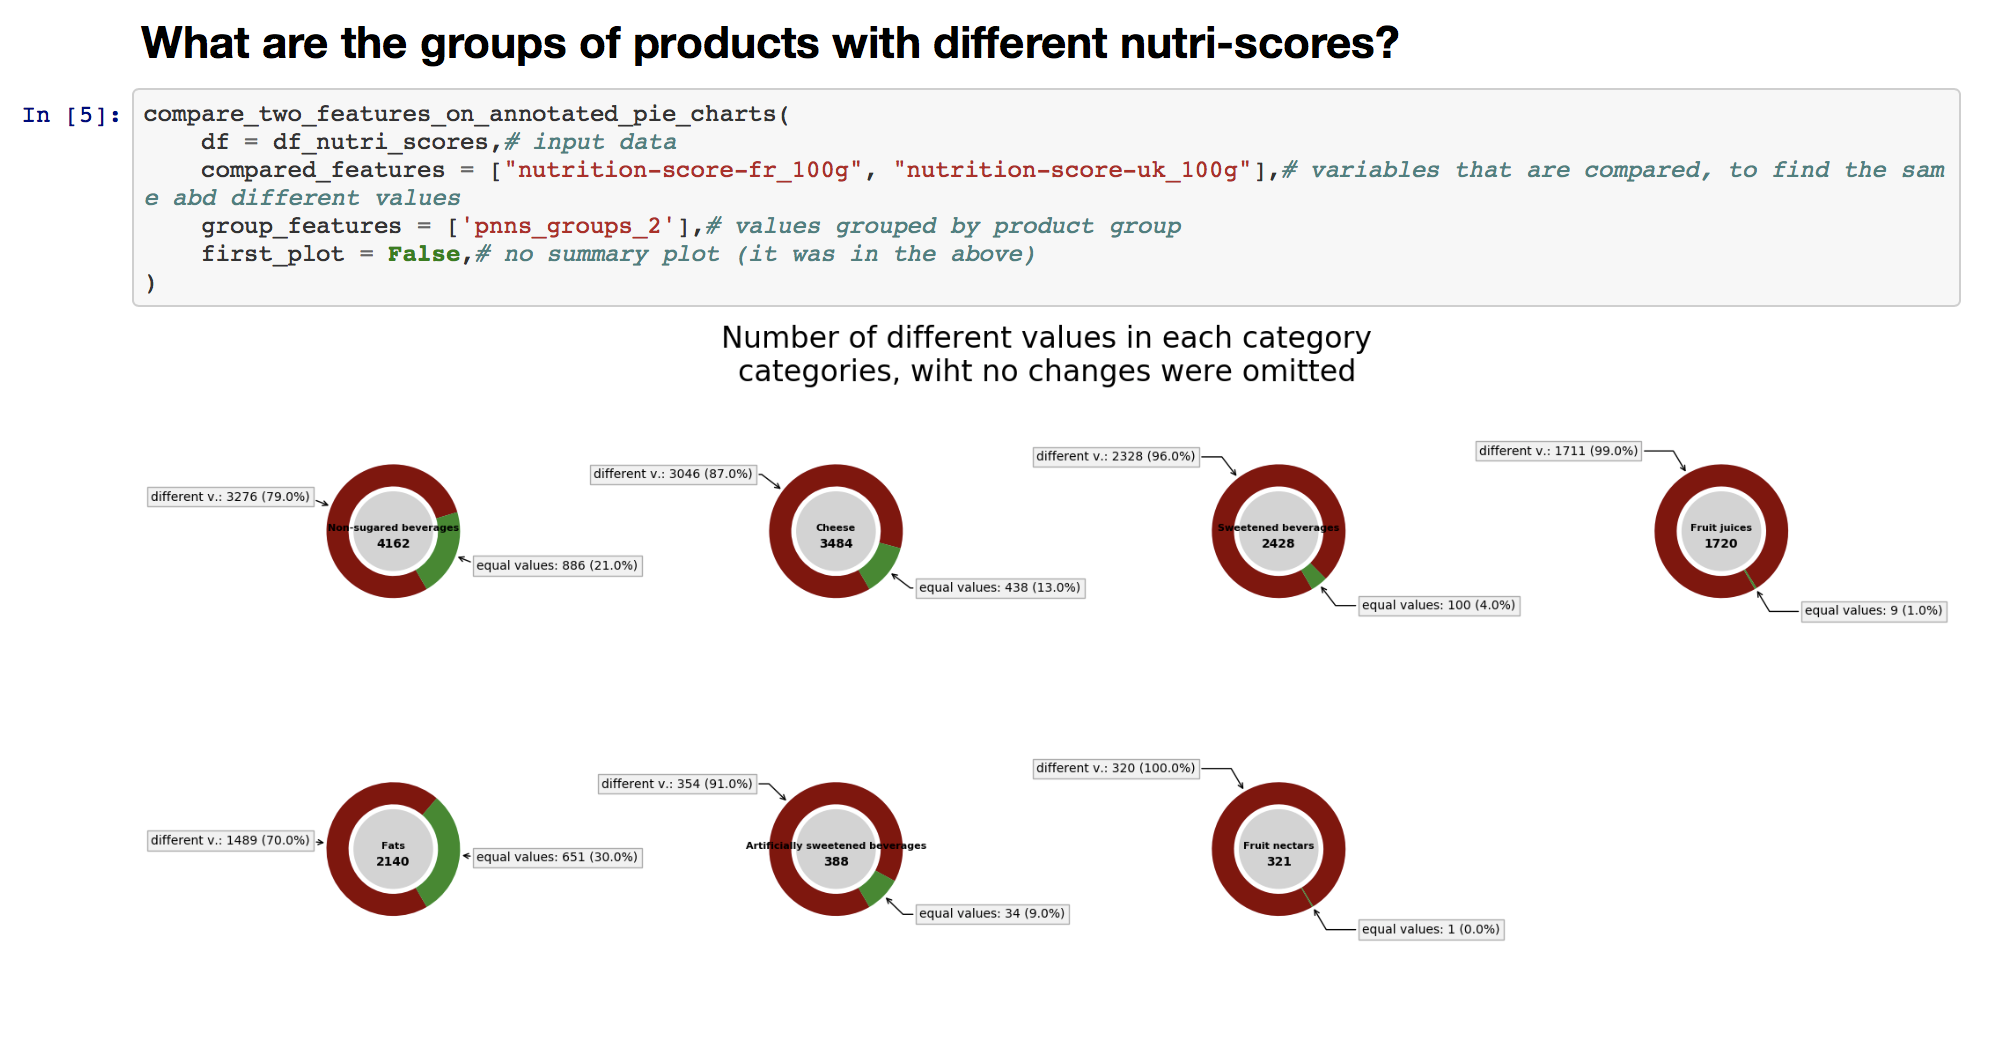 What are the groups of products with different nutri-scores?
In [5]:
compare_two_features_on_annotated_pie_charts(
df = df_nutri_scores,# input data
compared_features = ["nutrition-score-fr_100g", "nutrition-score-uk_100g"],# variables that are compared, to find the sam
e abd different values
group_features = ['pnns_groups_2'],# values grouped by product group
first_plot = False,# no summary plot (it was in the above)
)
Number of different values in each category
categories, wiht no changes were omitted
different v.: 3276 (79.0%)
Non-sugared beverages
4162
equal values: 886 (21.0%)
different v.: 3046 (87.0%)
Cheese
3484
equal values: 438 (13.0%)
different v.: 2328 (96.0%)
Sweetened beverages
2428
equal values: 100 (4.0%)
different v.: 1711 (99.0%)
Fruit juices
1720
equal values: 9 (1.0%)
different v.: 1489 (70.0%)
Fats
2140
equal values: 651 (30.0%)
different v.: 354 (91.0%)
Artificially sweetened beverages
388
equal values: 34 (9.0%)
different v.: 320 (100.0%)
Fruit nectars
321
equal values: 1 (0.0%)